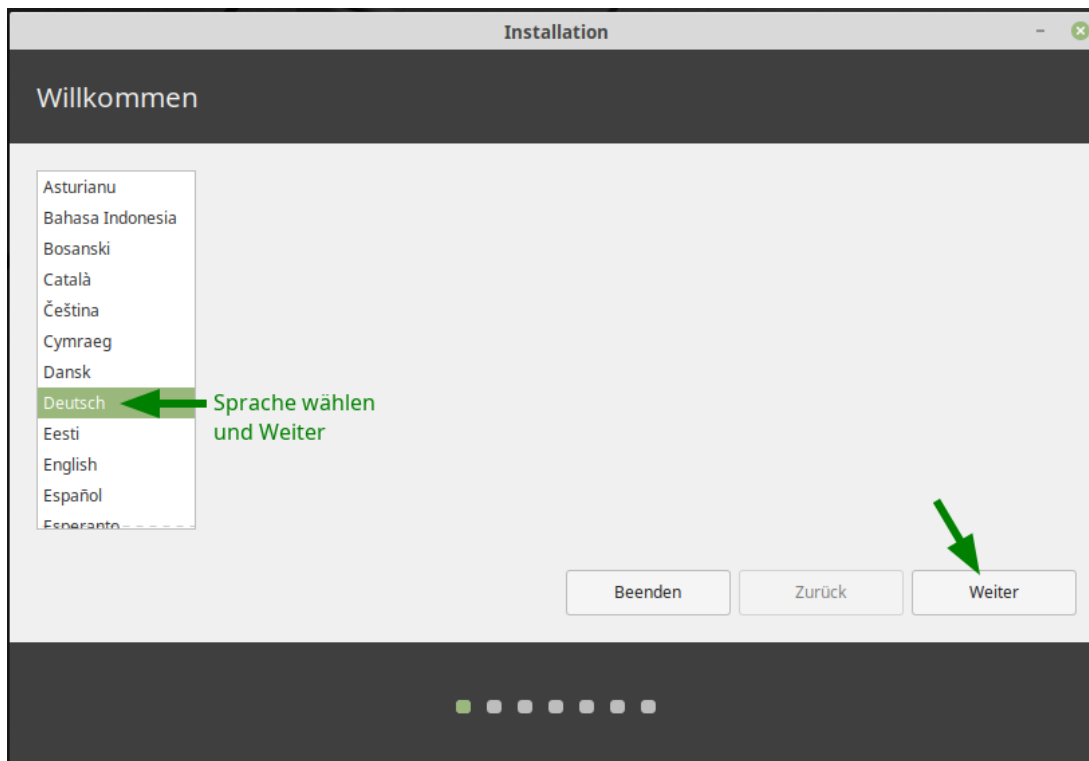 Installation
Willkommen
Asturianu
Bahasa Indonesia
Bosanski
Català
Čeština
Cymraeg
Dansk
Deutsch
Sprache wählen
und Weiter
Eesti
English
Español
Esperanto
Beenden
Zurück
Weiter